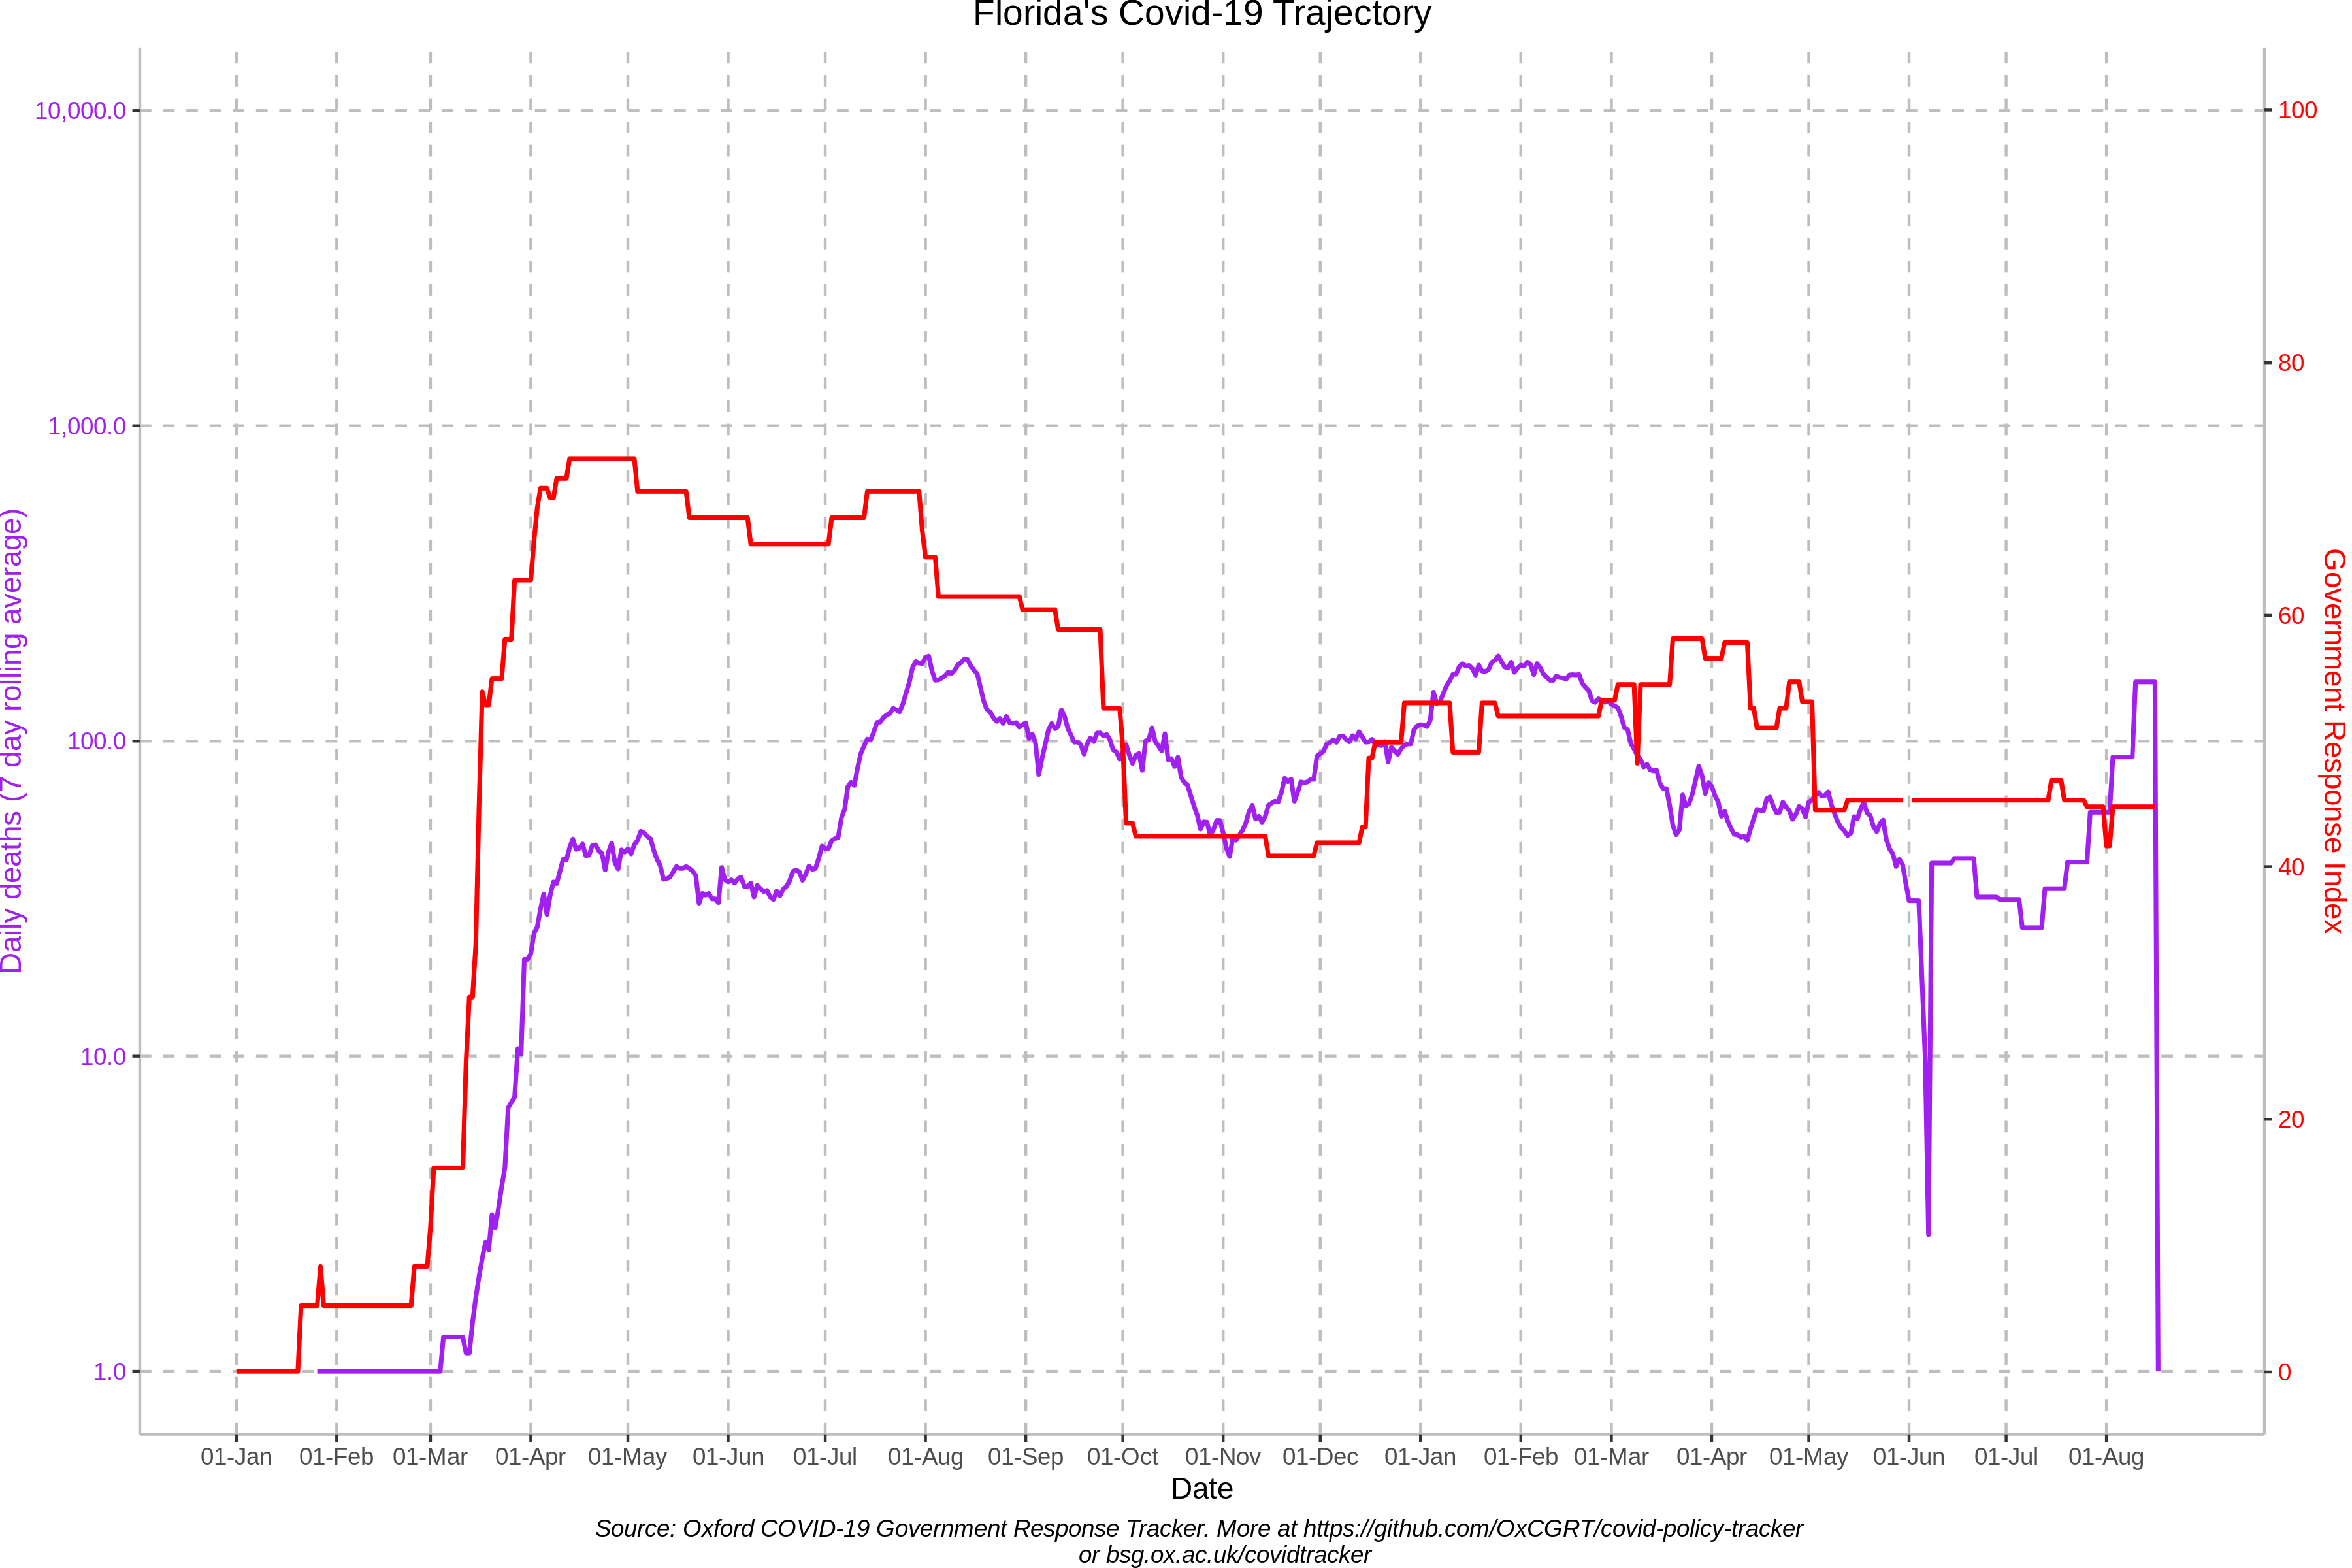 Florida's Covid-19 Trajectory
10,000.0
1,000.0
100.0
10.0
1.0
Daily deaths (7 day rolling average)
100
80
60
40
20
0
Government Response Index
01-Jan 01-Feb 01-Mar 01-Apr 01-May 01-Jun 01-Jul 01-Aug 01-Sep 01-Oct 01-Nov 01-Dec 01-Jan 01-Feb 01-Mar 01-Apr 01-May 01-Jun 01-Jul 01-Aug
Date
Source: Oxford COVID-19 Government Response Tracker. More at https://github.com/OxCGRT/covid-policy-tracker
or bsg.ox.ac.uk/covidtracker